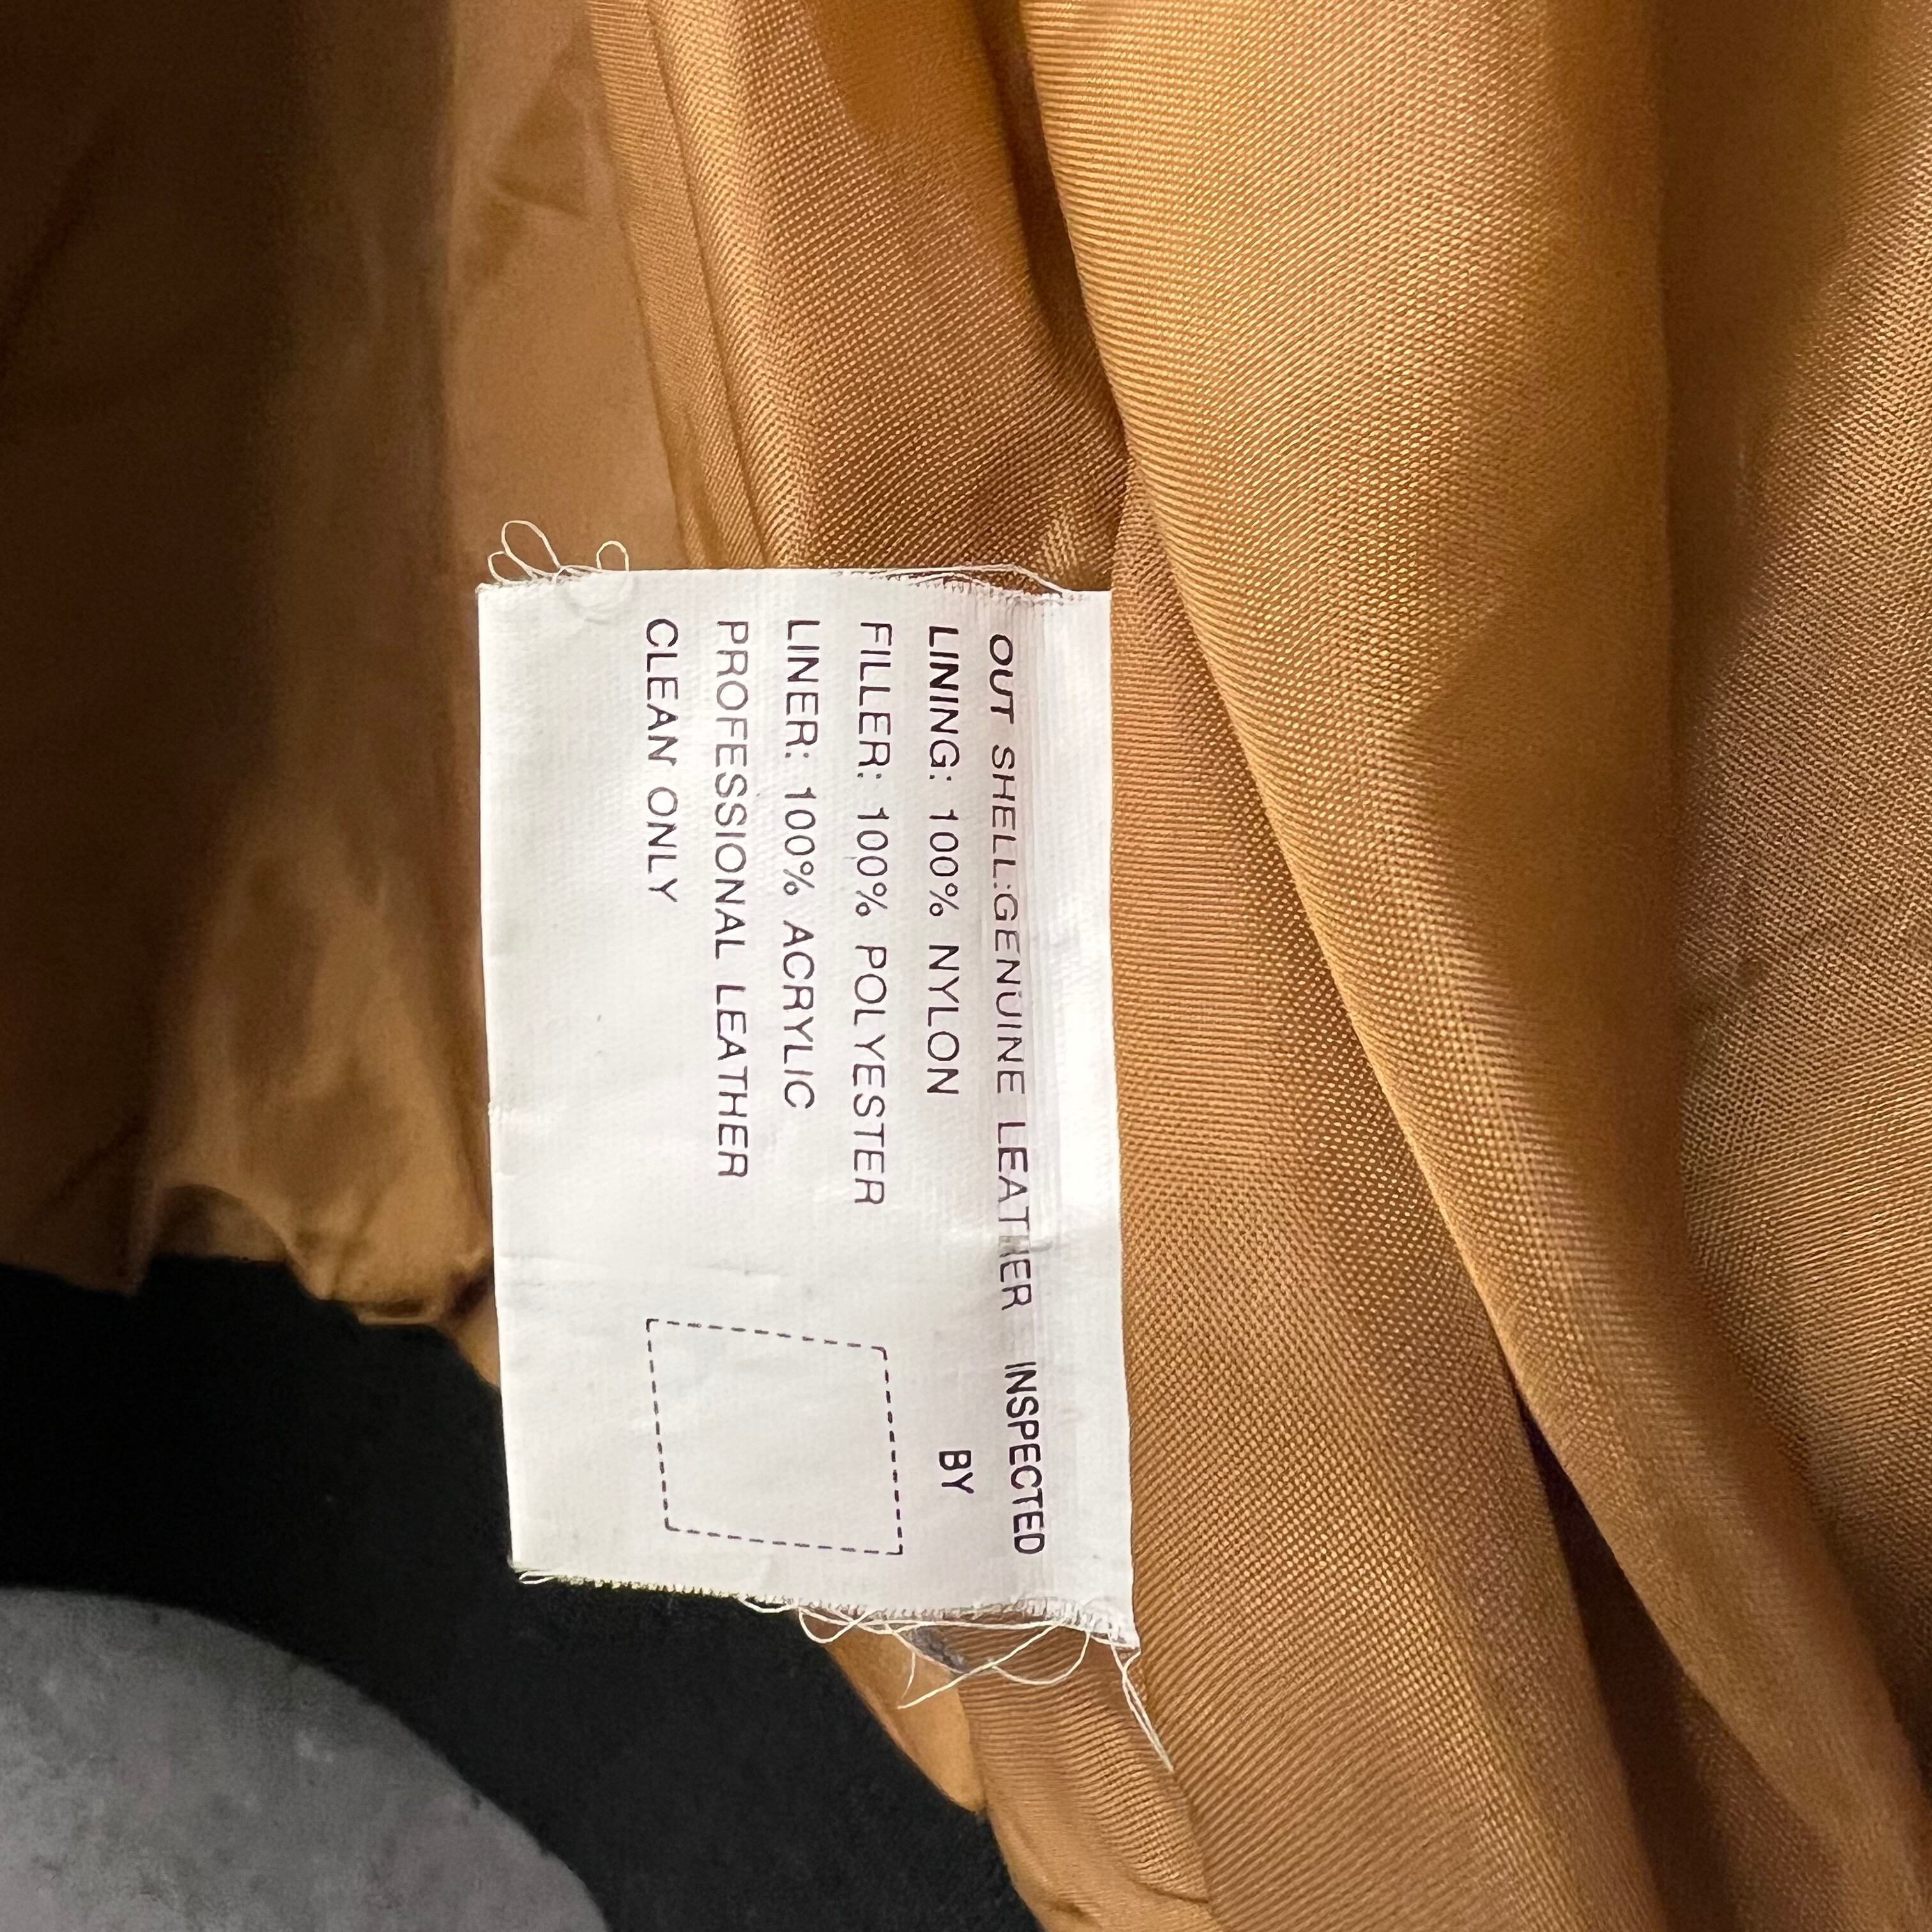 OUT SHELL:GENUINE LEATHER
LINING: 100% NYLON
FILLER: 100% POLYESTER
LINER: 100% ACRYLIC
PROFESSIONAL LEATHER
CLEAN ONLY
INSPECTED
BY